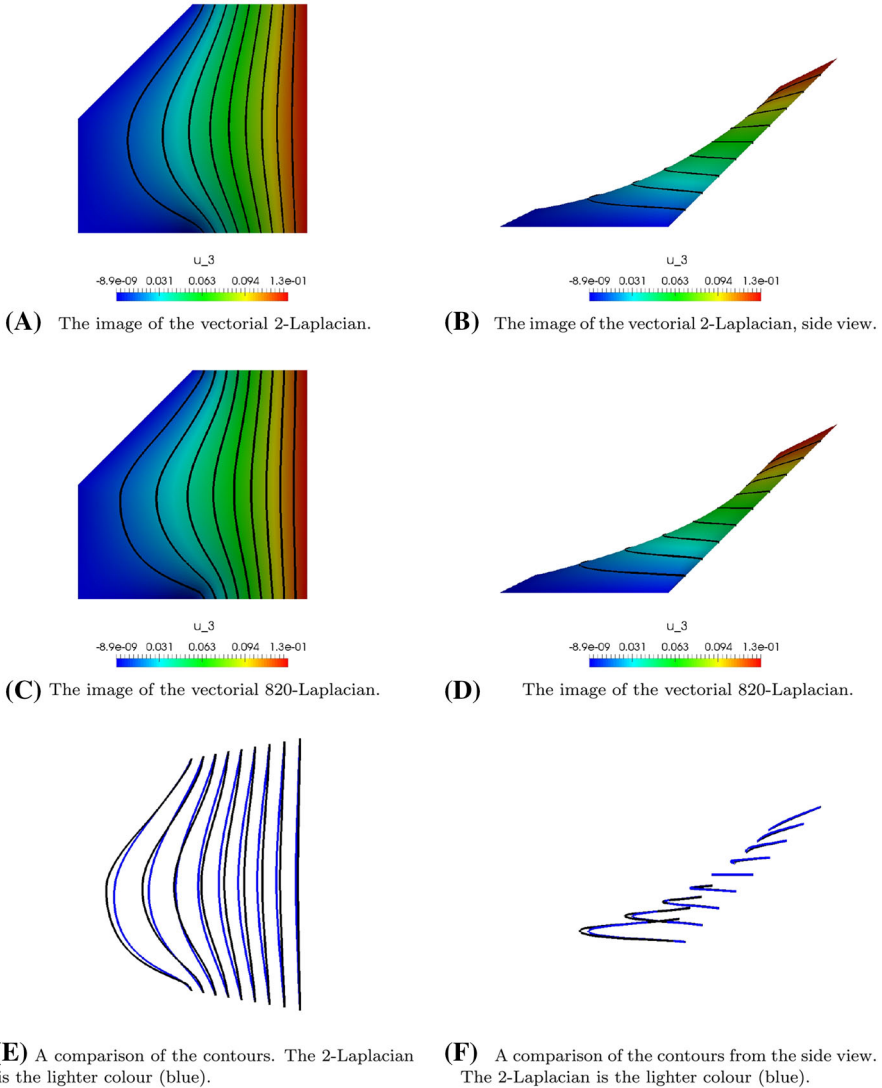 u_3
-8.9e-09 0.031 0.063 0.094 1.3e-01
(A) The image of the vectorial 2-Laplacian.
u_3
-8.9e-09 0.031 0.063 0.094 1.3e-01
(B) The image of the vectorial 2-Laplacian, side view.
u_3
-8.9e-09 0.031 0.063 0.094 1.3e-01
(C) The image of the vectorial 820-Laplacian.
u_3
-8.9e-09 0.031 0.063 0.094 1.3e-01
(D) The image of the vectorial 820-Laplacian.
(E) A comparison of the contours. The 2-Laplacian
is the lighter colour (blue).
(F) A comparison of the contours from the side view.
The 2-Laplacian is the lighter colour (blue).